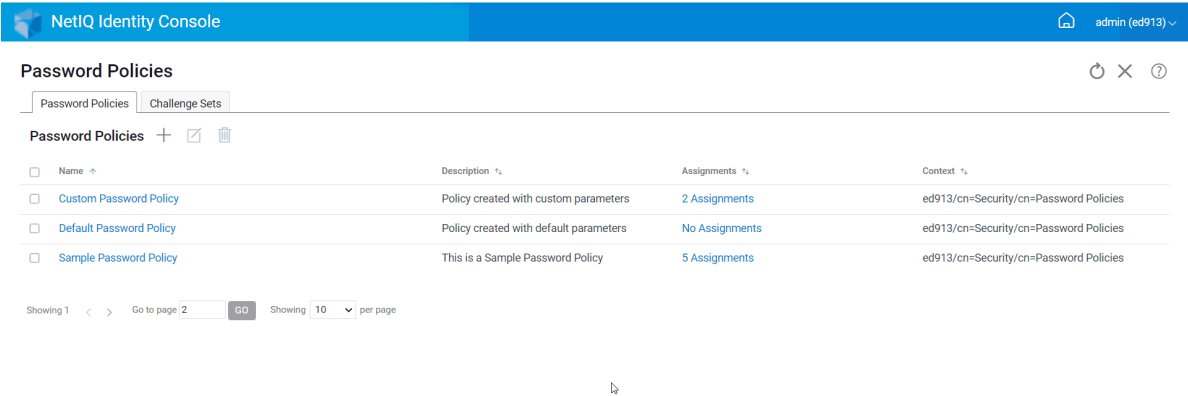 NetIQ Identity Console
admin (ed913)
Password Policies
Password Policies Challenge Sets
Password Policies
Name Description Assignments Context
Custom Password Policy Policy created with custom parameters 2 Assignments ed913/cn=Security/cn=Password Policies
Default Password Policy Policy created with default parameters No Assignments ed913/cn=Security/cn=Password Policies
Sample Password Policy This is a Sample Password Policy 5 Assignments ed913/cn=Security/cn=Password Policies
Showing 1 Go to page 2 GO Showing 10 per page